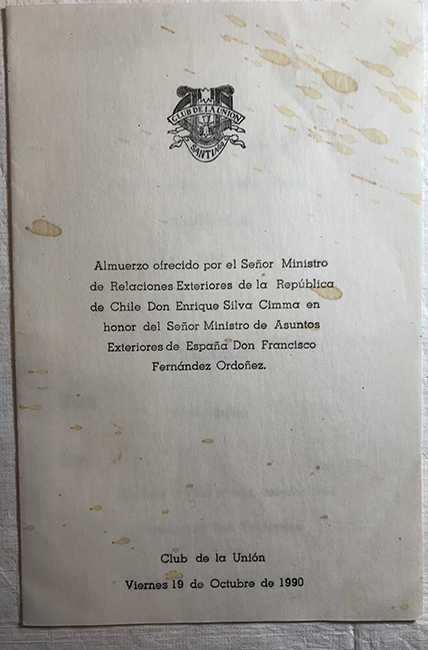 CLUB DE LA UNION
SANTIAGO
Almuerzo ofrecido por el Señor Ministro
de Relaciones Exteriores de la República
de Chile Don Enrique Silva Cimma en
honor del Señor Ministro de Asuntos
Exteriores de España Don Francisco
Fernández Ordoñez.
Club de la Unión
Viernes 19 de Octubre de 1990